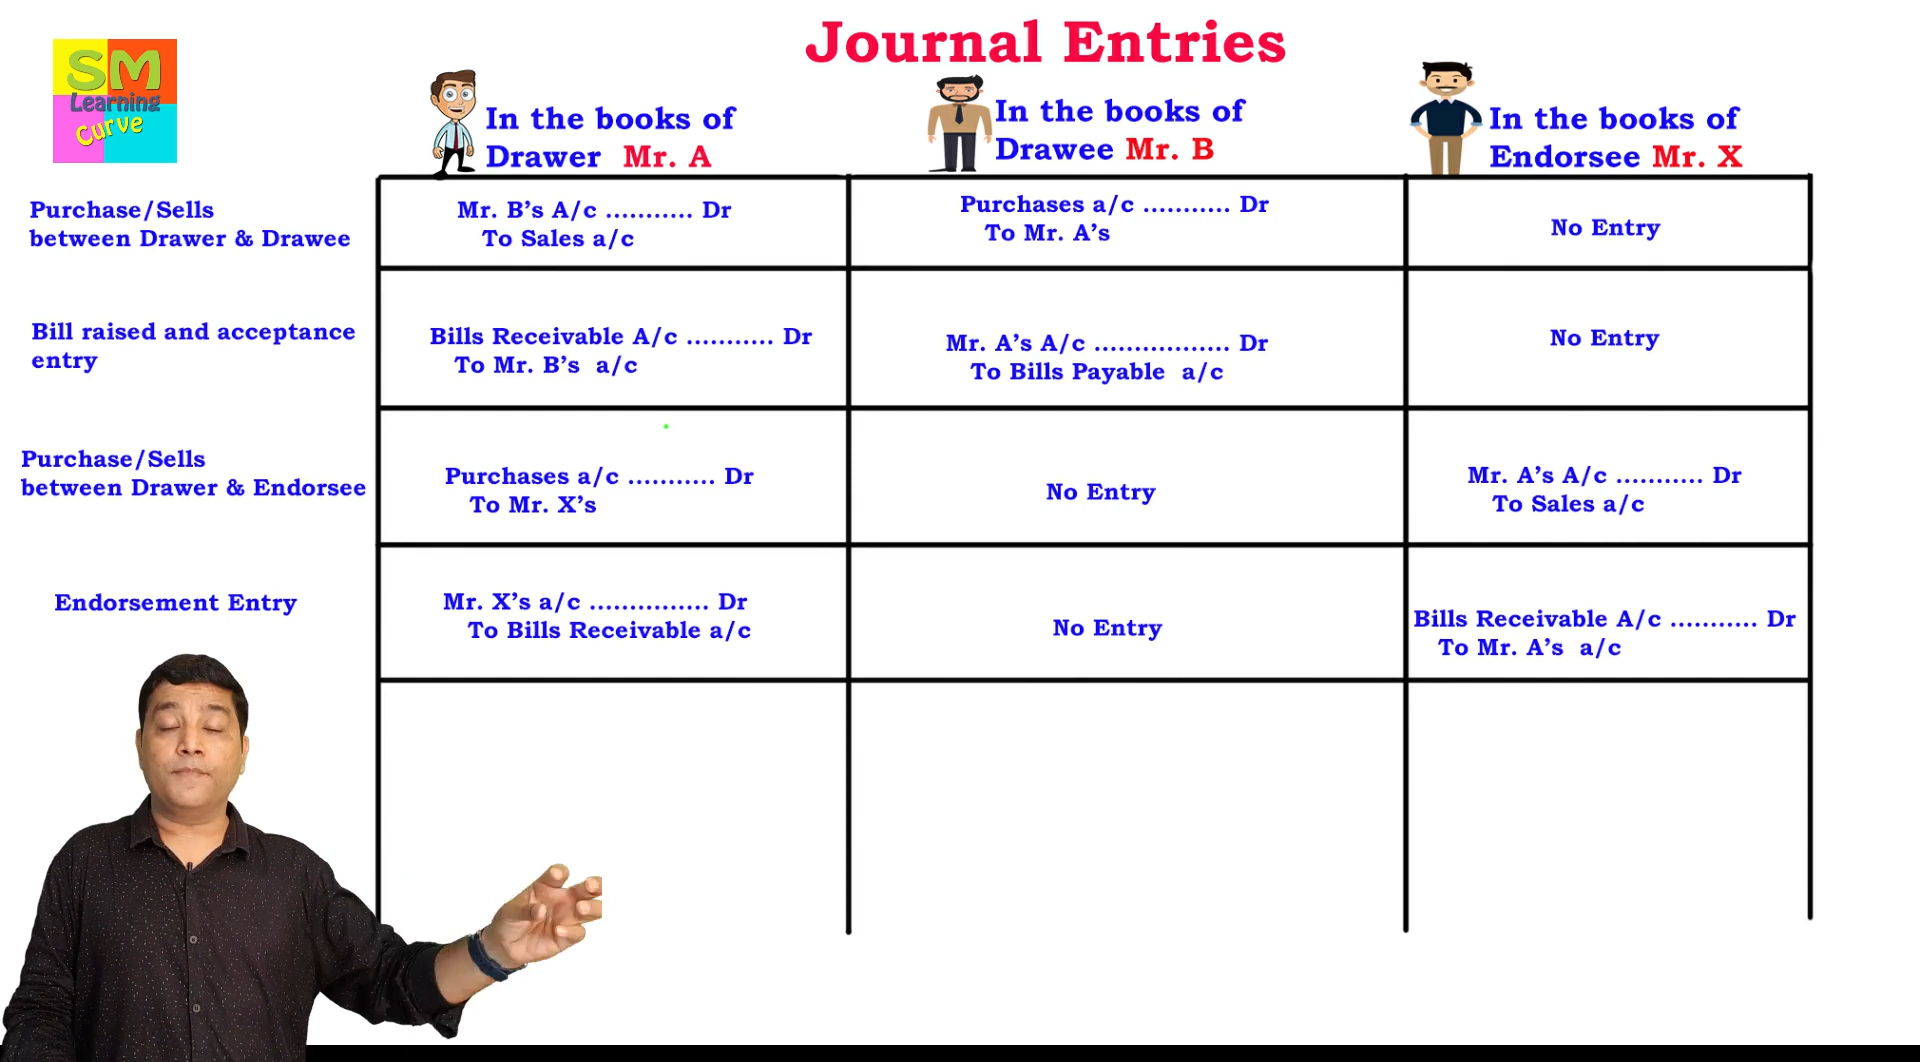 Journal Entries
SM
Learning
Curve
In the books of
Drawer Mr. A
In the books of
Drawee Mr. B
In the books of
Endorsee Mr. X
Purchase/Sells
between Drawer & Drawee
Mr. B's A/c ........... Dr
To Sales a/c
Purchases a/c ........... Dr
To Mr. A's
No Entry
Bill raised and acceptance
entry
Bills Receivable A/c ........... Dr
To Mr. B's a/c
Mr. A's A/c ................. Dr
To Bills Payable a/c
No Entry
Purchase/Sells
between Drawer & Endorsee
Purchases a/c ........... Dr
To Mr. X's
No Entry
Mr. A's A/c ........... Dr
To Sales a/c
Endorsement Entry
Mr. X's a/c ............... Dr
To Bills Receivable a/c
No Entry
Bills Receivable A/c ........... Dr
To Mr. A's a/c